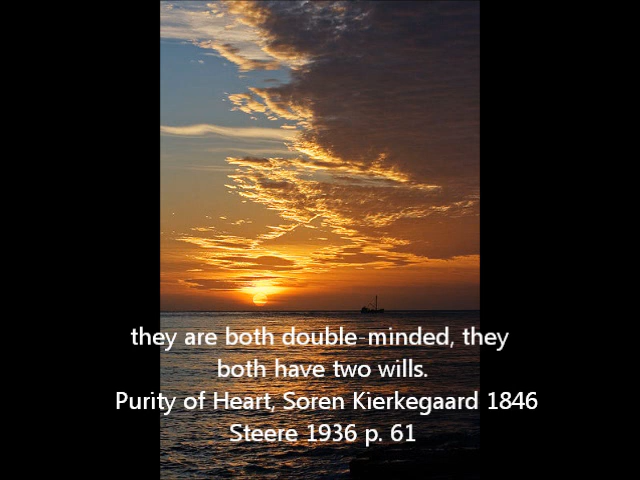 they are both double-minded, they
both have two wills.
Purity of Heart, Soren Kierkegaard 1846
Steere 1936 p. 61